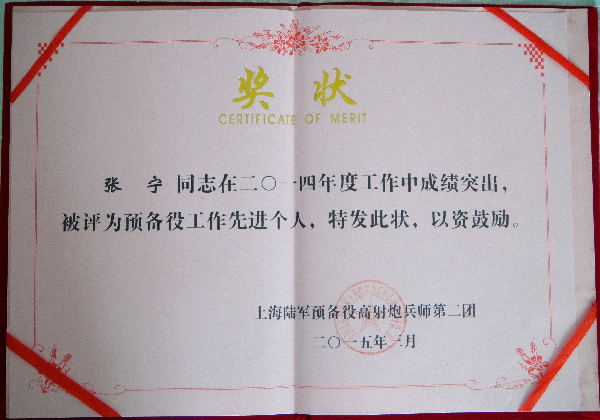 奖状
CERTIFICATE OF MERIT
张 宁 同志在二〇一四年度工作中成绩突出，
被评为预备役工作先进个人，特发此状，以资鼓励。
上海陆军预备役高射炮兵师第二团
二〇一五年三月